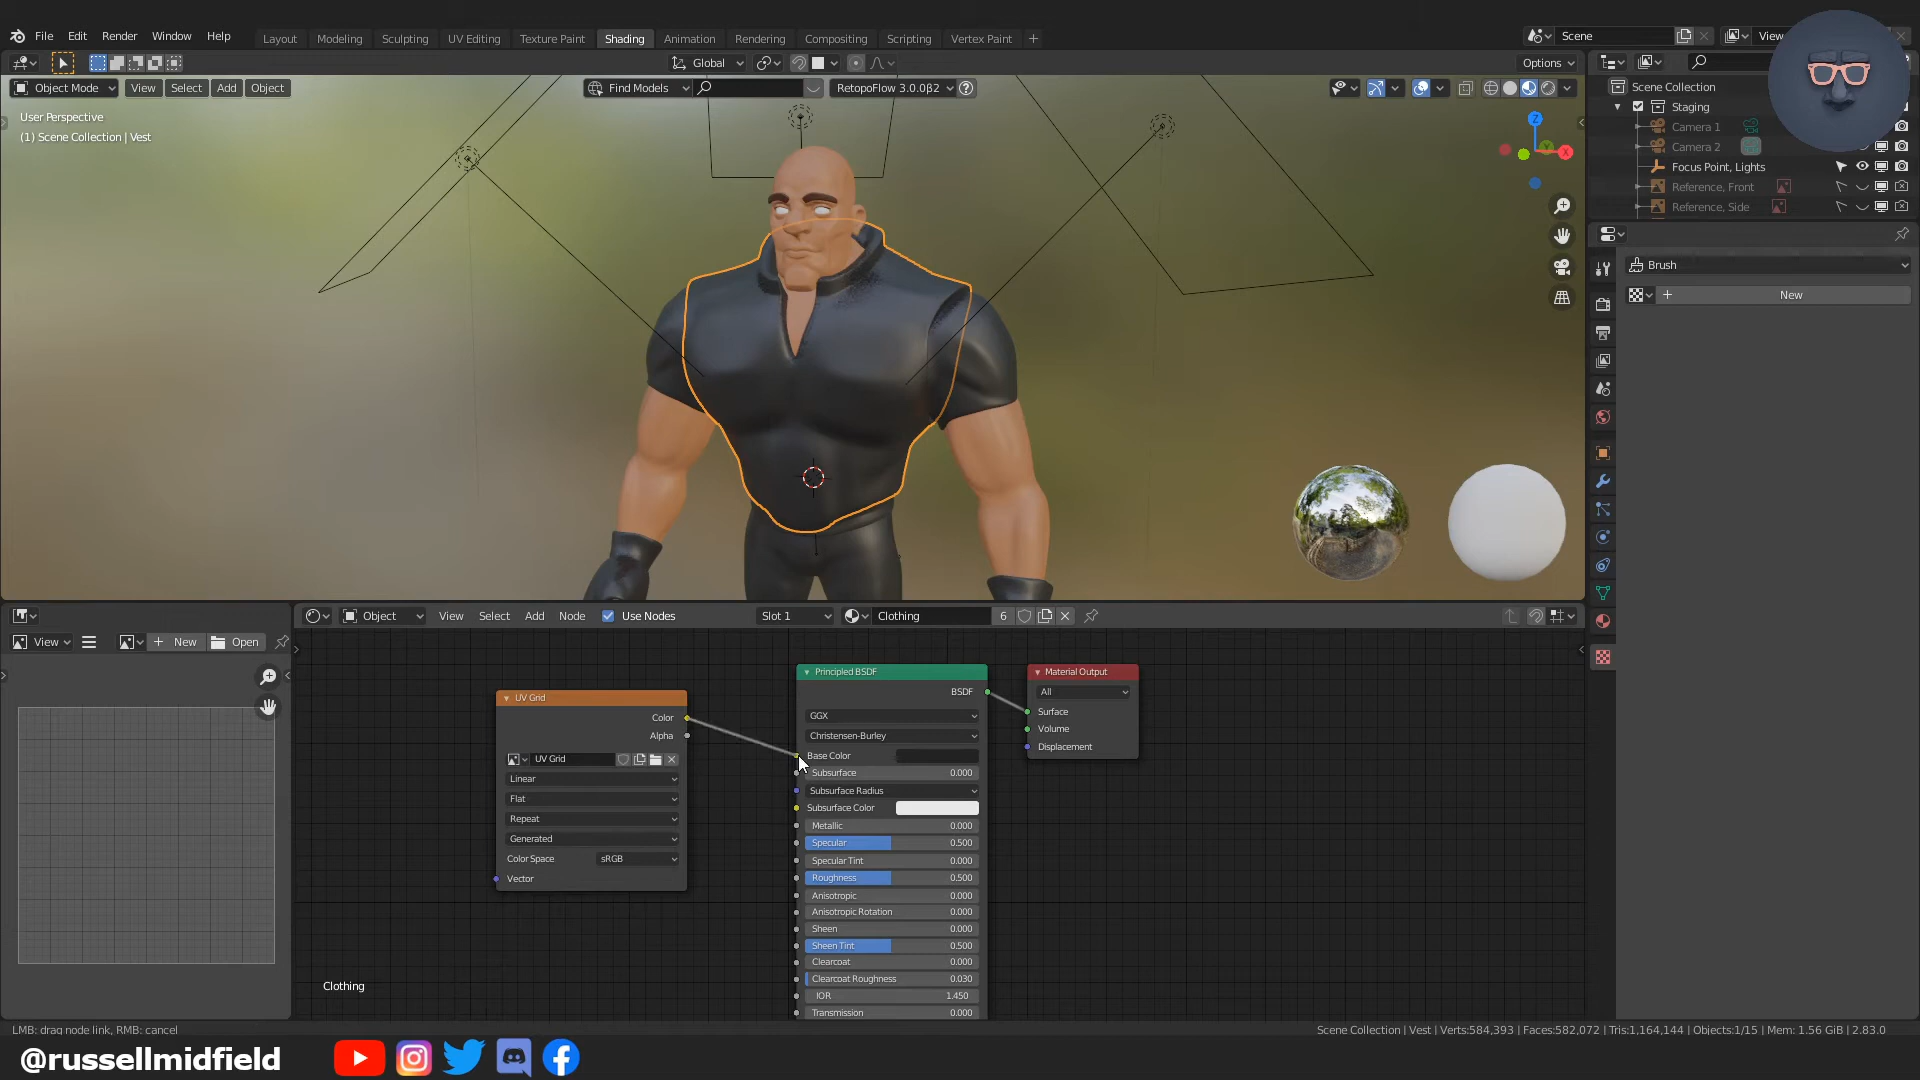 File Edit Render Window Help
Layout Modeling Sculpting UV Editing Texture Paint Shading Animation Rendering Compositing Scripting Vertex Paint +
Scene
View
Global
Options
Object Mode View Select Add Object
Find Models
RetopoFlow 3.0.0β2
User Perspective
(1) Scene Collection | Vest
Z
Y
X
Scene Collection
Staging
Camera 1
Camera 2
Focus Point, Lights
Reference, Front
Reference, Side
Brush
New
View
New
Open
Object
View Select Add Node Use Nodes
Slot 1
Clothing
6
UV Grid
Color
Alpha
UV Grid
Linear
Flat
Repeat
Generated
Color Space sRGB
Vector
Principled BSDF
BSDF
GGX
Christensen-Burley
Base Color
Subsurface 0.000
Subsurface Radius
Subsurface Color
Metallic 0.000
Specular 0.500
Specular Tint 0.000
Roughness 0.500
Anisotropic 0.000
Anisotropic Rotation 0.000
Sheen 0.000
Sheen Tint 0.500
Clearcoat 0.000
Clearcoat Roughness 0.030
IOR 1.450
Transmission 0.000
Material Output
All
Surface
Volume
Displacement
Clothing
LMB: drag node link, RMB: cancel
Scene Collection | Vest | Verts:584,393 | Faces:582,072 | Tris:1,164,144 | Objects:1/15 | Mem: 1.56 GiB | 2.83.0
@russellmidfield